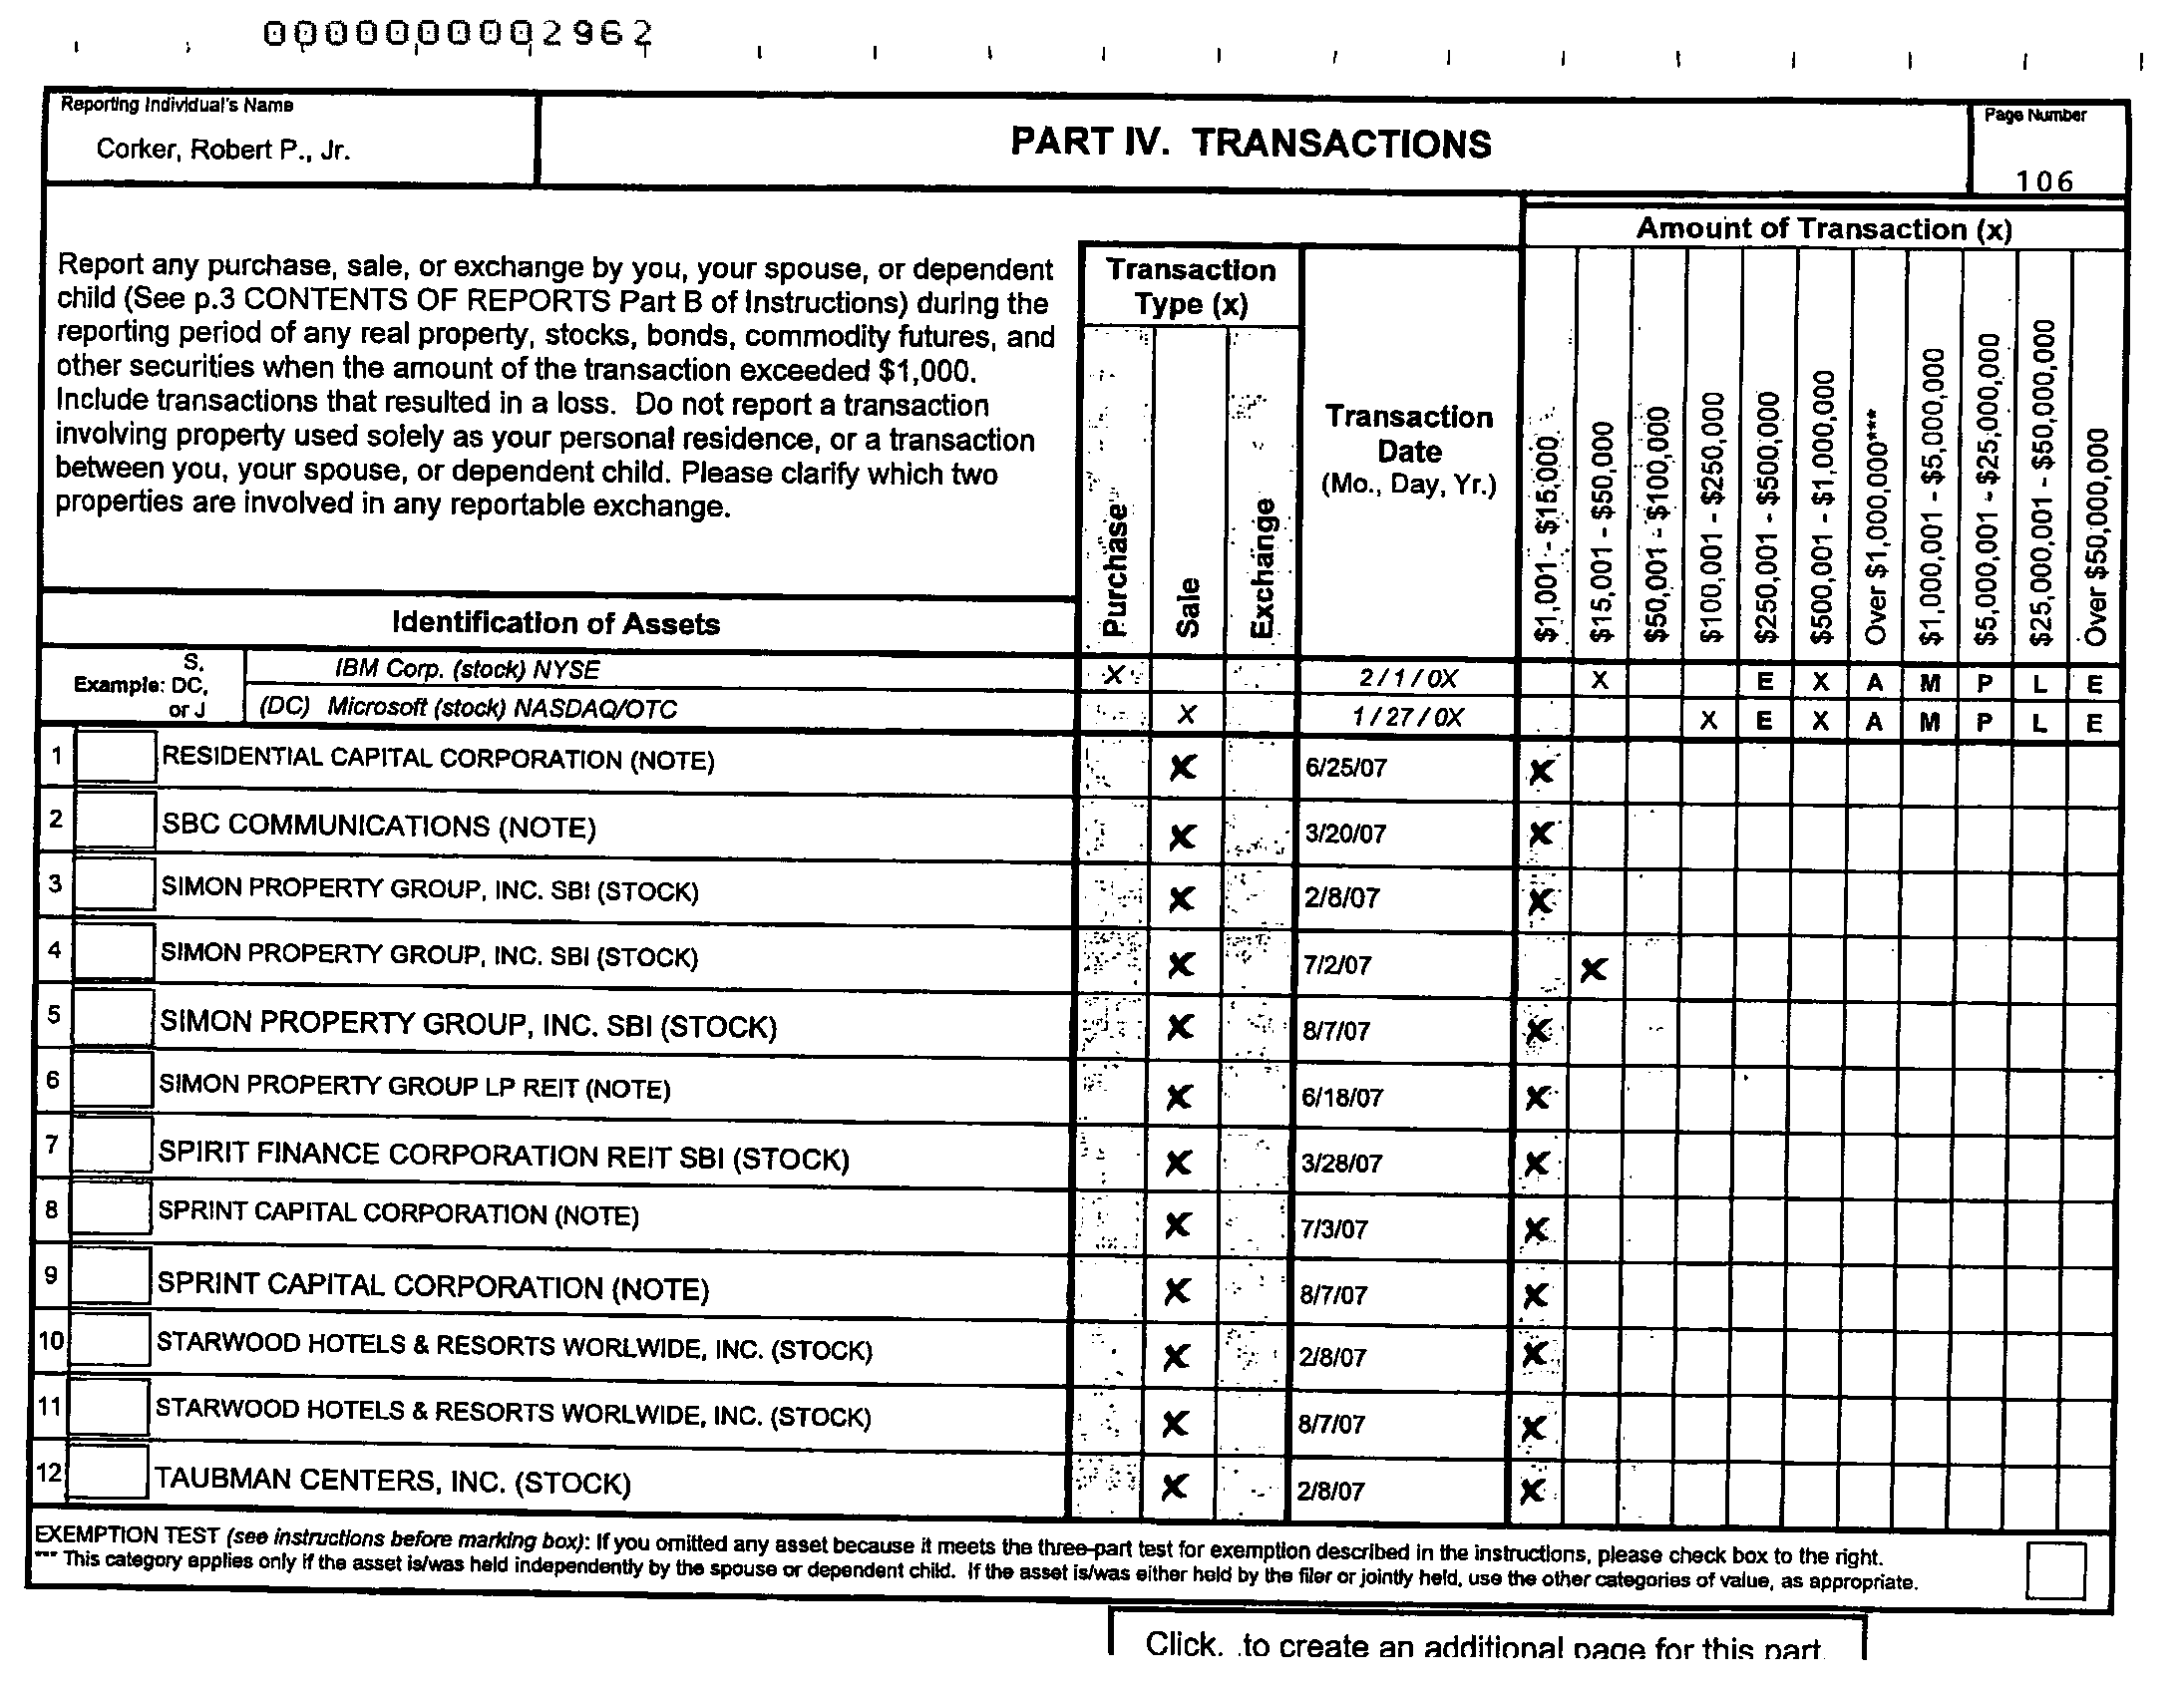 0000000002962
Reporting Individual's Name
Corker, Robert P., Jr.
PART IV. TRANSACTIONS
Page Number
106
Report any purchase, sale, or exchange by you, your spouse, or dependent
child (See p.3 CONTENTS OF REPORTS Part B of Instructions) during the
reporting period of any real property, stocks, bonds, commodity futures, and
other securities when the amount of the transaction exceeded $1,000.
Include transactions that resulted in a loss. Do not report a transaction
involving property used solely as your personal residence, or a transaction
between you, your spouse, or dependent child. Please clarify which two
properties are involved in any reportable exchange.
Identification of Assets
Transaction
Type (x)
Purchase
Sale
Exchange
Transaction
Date
(Mo., Day, Yr.)
Amount of Transaction (x)
$1,001 - $15,000
$15,001 - $50,000
$50,001 - $100,000
$100,001 - $250,000
$250,001 - $500,000
$500,001 - $1,000,000
Over $1,000,000***
$1,000,001 - $5,000,000
$5,000,001 - $25,000,000
$25,000,001 - $50,000,000
Over $50,000,000
Example: S, DC, or J
IBM Corp. (stock) NYSE X 2 / 1 / 0X X E X A M P L E
(DC) Microsoft (stock) NASDAQ/OTC X 1 / 27 / 0X X E X A M P L E
1 RESIDENTIAL CAPITAL CORPORATION (NOTE) X 6/25/07 X
2 SBC COMMUNICATIONS (NOTE) X 3/20/07 X
3 SIMON PROPERTY GROUP, INC. SBI (STOCK) X 2/8/07 X
4 SIMON PROPERTY GROUP, INC. SBI (STOCK) X 7/2/07 X
5 SIMON PROPERTY GROUP, INC. SBI (STOCK) X 8/7/07 X
6 SIMON PROPERTY GROUP LP REIT (NOTE) X 6/18/07 X
7 SPIRIT FINANCE CORPORATION REIT SBI (STOCK) X 3/28/07 X
8 SPRINT CAPITAL CORPORATION (NOTE) X 7/3/07 X
9 SPRINT CAPITAL CORPORATION (NOTE) X 8/7/07 X
10 STARWOOD HOTELS & RESORTS WORLWIDE, INC. (STOCK) X 2/8/07 X
11 STARWOOD HOTELS & RESORTS WORLWIDE, INC. (STOCK) X 8/7/07 X
12 TAUBMAN CENTERS, INC. (STOCK) X 2/8/07 X
EXEMPTION TEST (see instructions before marking box): If you omitted any asset because it meets the three-part test for exemption described in the instructions, please check box to the right.
*** This category applies only if the asset is/was held independently by the spouse or dependent child. If the asset is/was either held by the filer or jointly held, use the other categories of value, as appropriate.
Click. .to create an additional page for this part